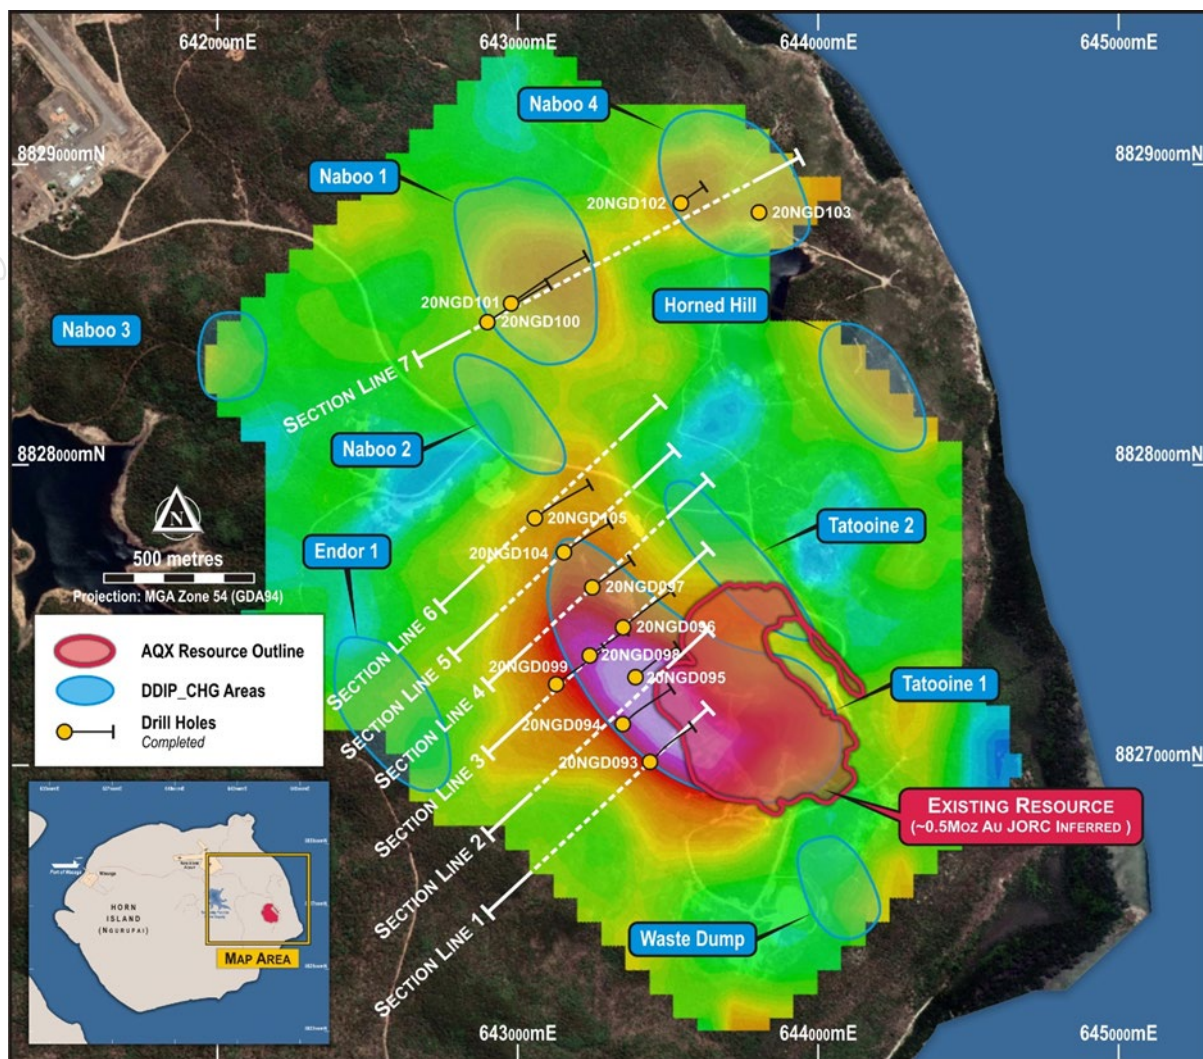 642000mE
643000mE
644000mE
645000mE
Naboo 4
8829000mN
8829000mN
Naboo 1
20NGD102
20NGD103
Naboo 3
20NGD101
20NGD100
Horned Hill
SECTION LINE 7
Naboo 2
8828000mN
8828000mN
N
500 metres
Projection: MGA Zone 54 (GDA94)
Endor 1
20NGD105
20NGD104
Tatooine 2
20NGD097
20NGD096
20NGD098
20NGD099
20NGD095
Tatooine 1
20NGD094
20NGD093
8827000mN
SECTION LINE 6
SECTION LINE 5
SECTION LINE 4
SECTION LINE 3
SECTION LINE 2
SECTION LINE 1
AQX Resource Outline
DDIP_CHG Areas
Drill Holes
Completed
EXISTING RESOURCE
(~0.5MOZ AU JORC INFERRED )
Waste Dump
HORN
ISLAND
(NGURUPAI)
MAP AREA
643000mE
644000mE
645000mE